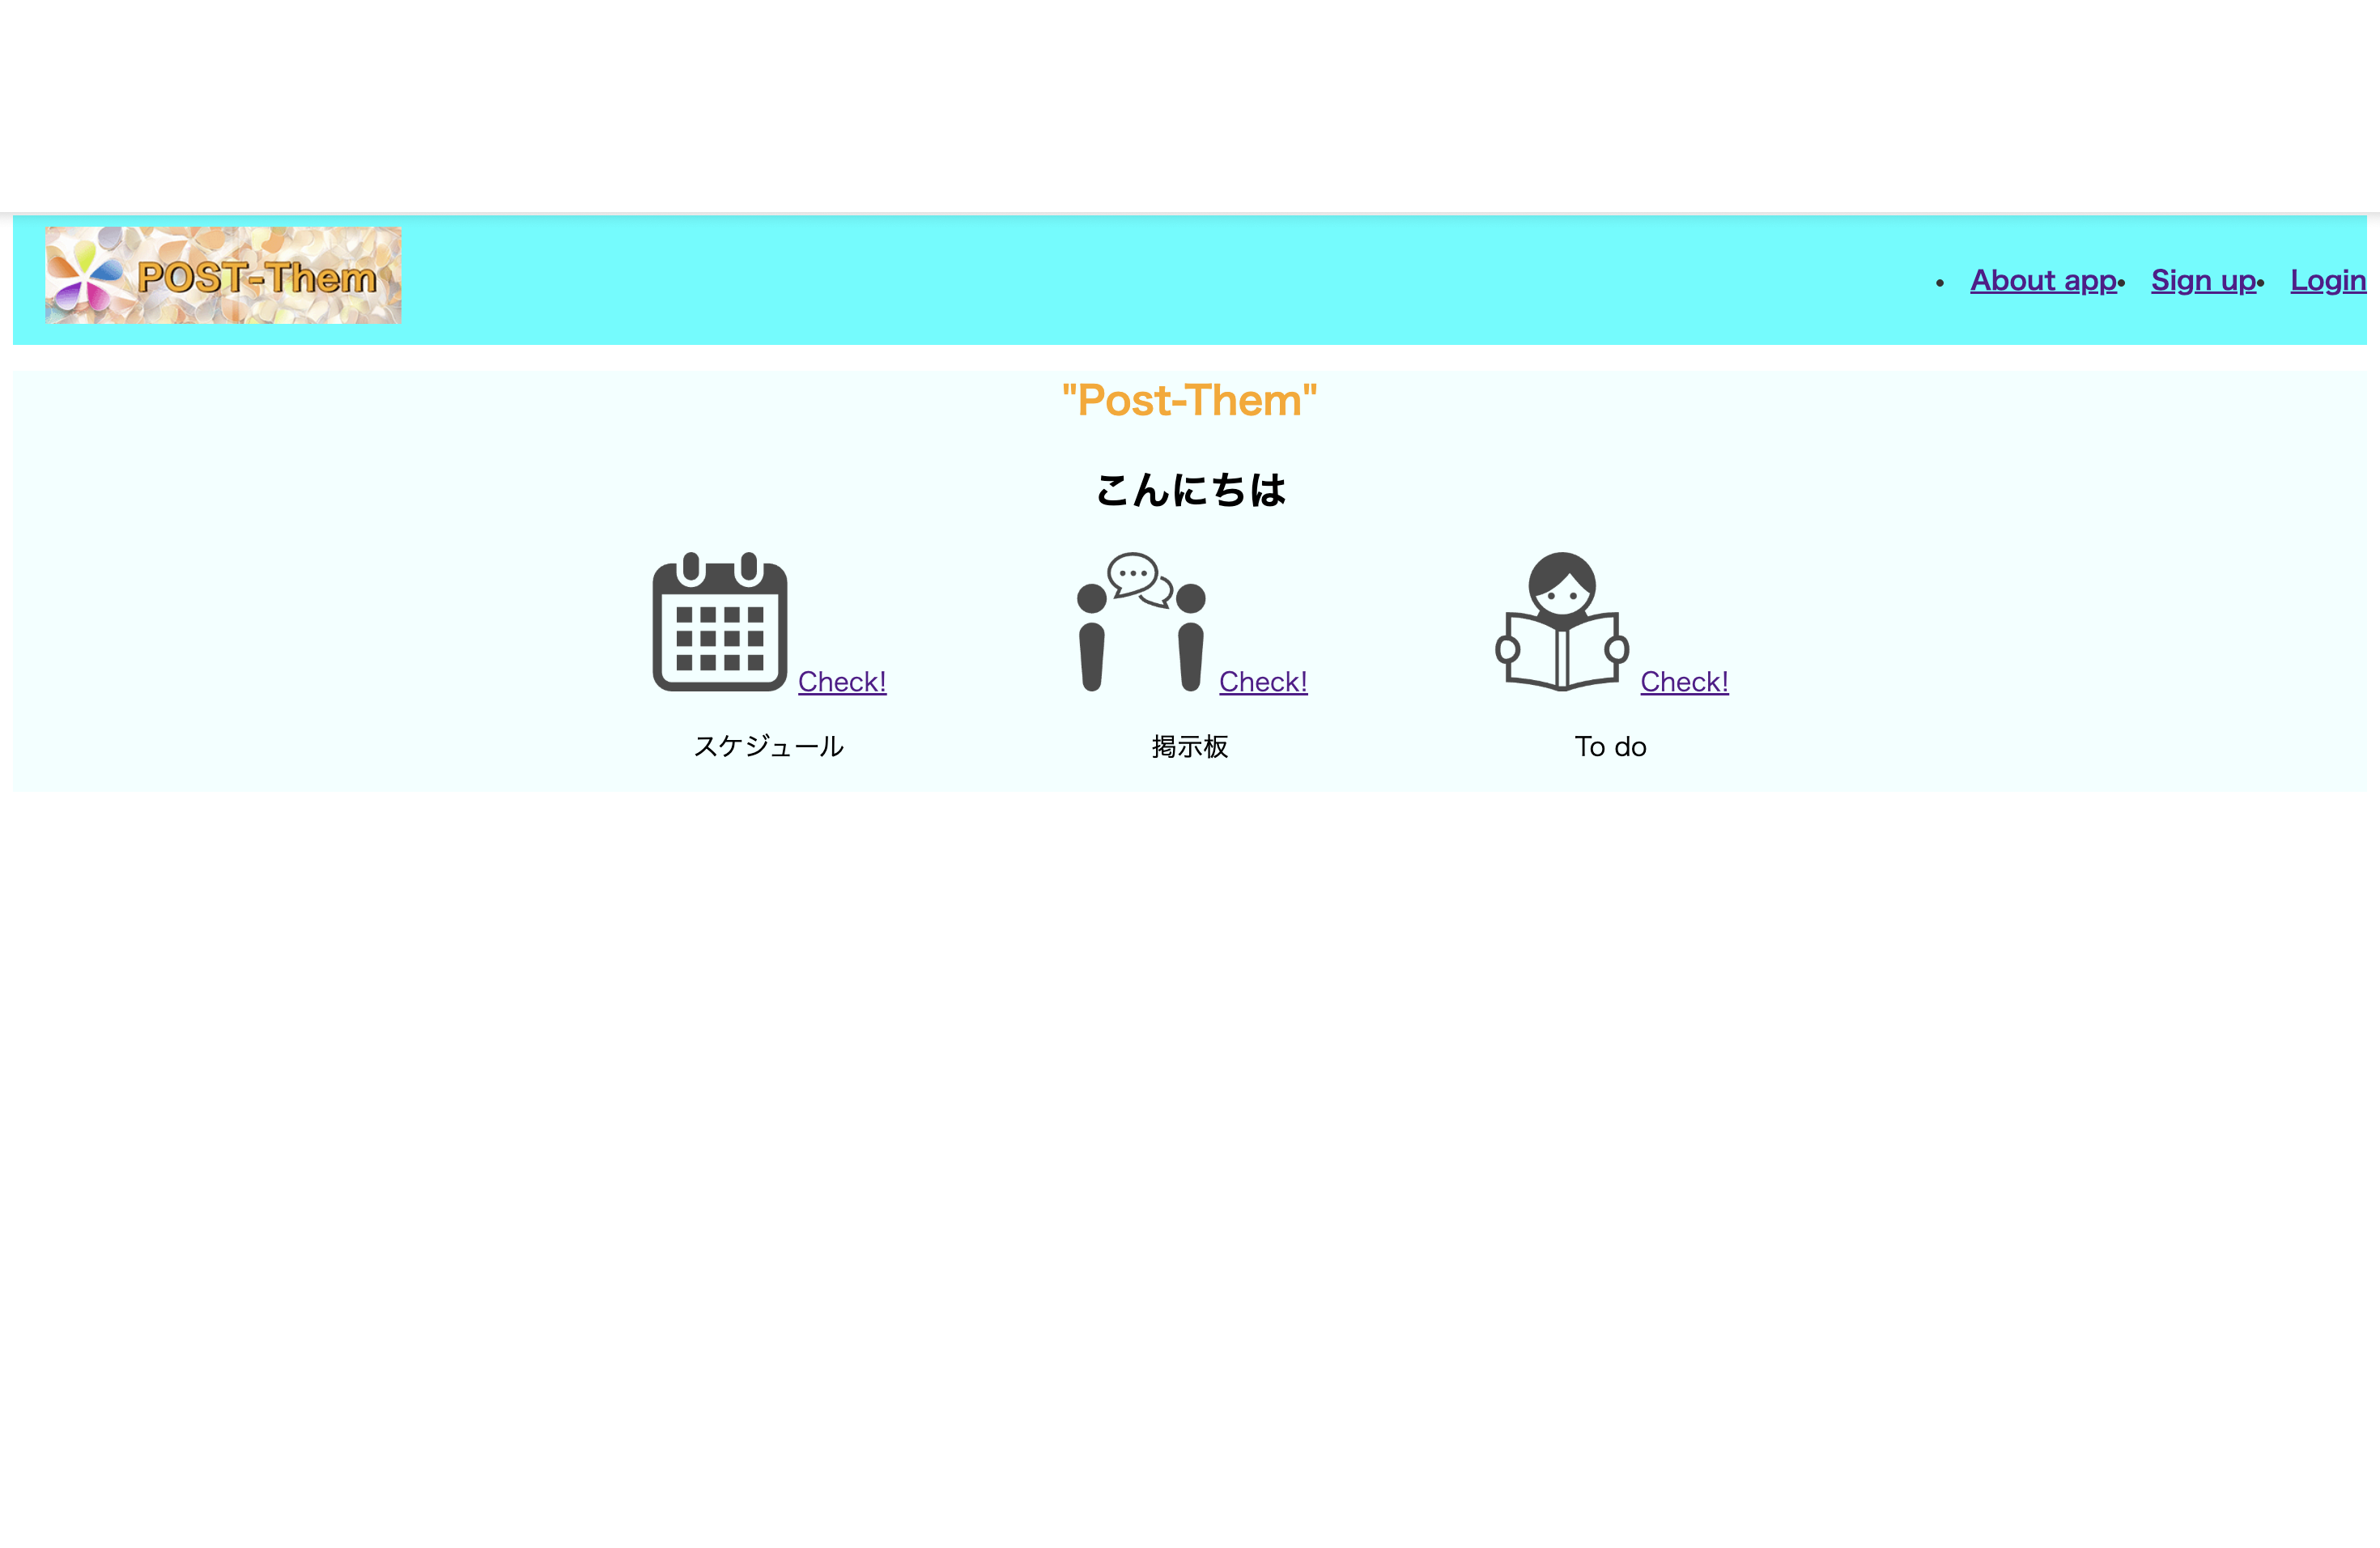 POST-Them
About app
Sign up
Login
"Post-Them"
こんにちは
Check!
Check!
Check!
スケジュール
掲示板
To do